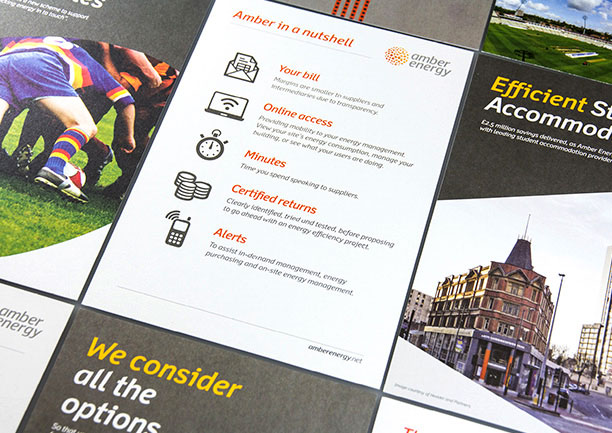 a new scheme to support
"backing energy in to touch".
Amber in a nutshell
amber
energy
Your bill
Margins are smaller to suppliers and
intermediaries due to transparency.
Online access
Providing mobility to your energy management.
View your site's energy consumption, manage your
building, or see what your users are doing.
Minutes
Time you spend speaking to suppliers.
Certified returns
Clearly identified, tried and tested, before proposing
to go ahead with an energy efficiency project.
Alerts
To assist in-demand management, energy
purchasing and on-site energy management.
amberenergy.net
Efficient St
Accommod
£2.5 million savings delivered, as Amber Ener
with leading student accommodation provide
amber
energy
We consider
all the
options
So that
Image courtesy of and Partners
Th